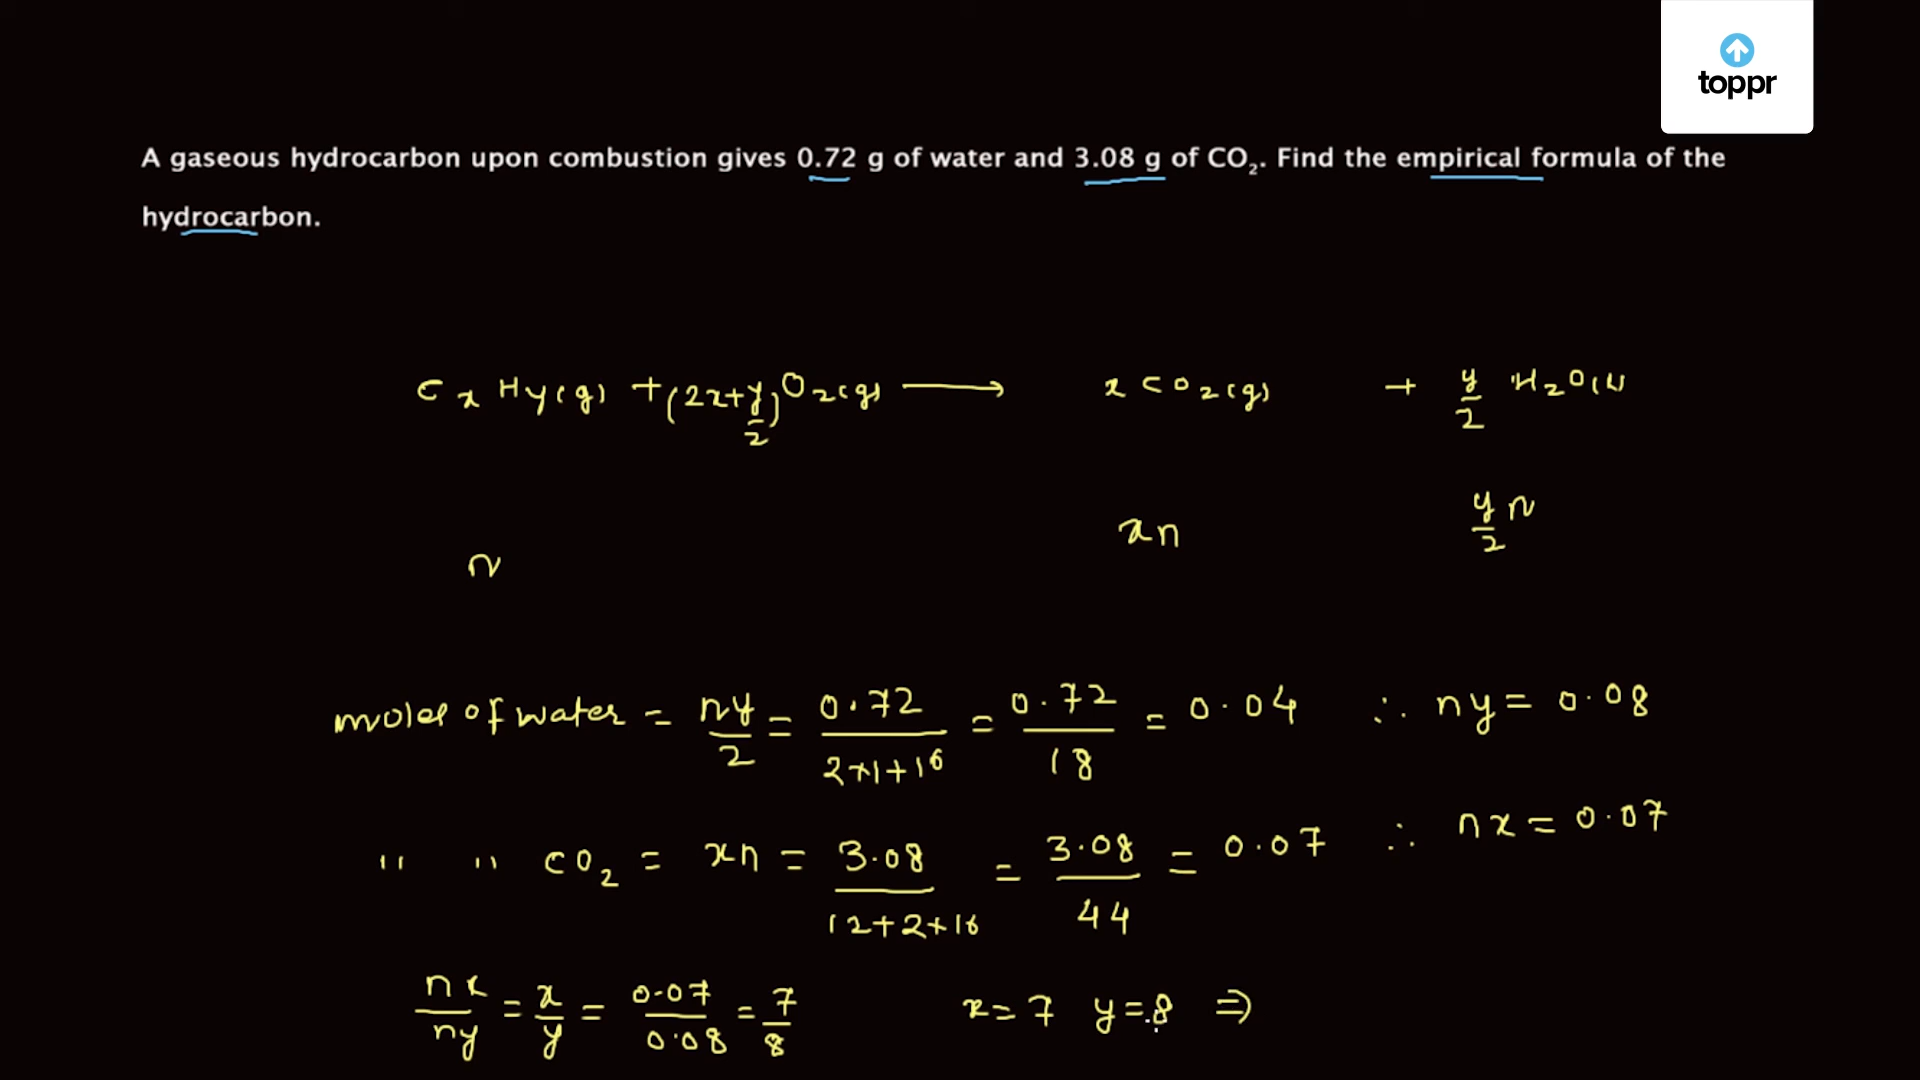 toppr
A gaseous hydrocarbon upon combustion gives 0.72 g of water and 3.08 g of CO₂. Find the empirical formula of the
hydrocarbon.
CxHy(g) + (2x+y/2)O₂(g) ⟶ xCO₂(g) + y/2 H₂O(l)
n xn y/2 n
moles of water = ny/2 = 0.72/2×1+16 = 0.72/18 = 0.04 ∴ ny = 0.08
" " CO₂ = xn = 3.08/12+2×16 = 3.08/44 = 0.07 ∴ nx = 0.07
nx/ny = x/y = 0.07/0.08 = 7/8 x = 7 y = 8 ⇒